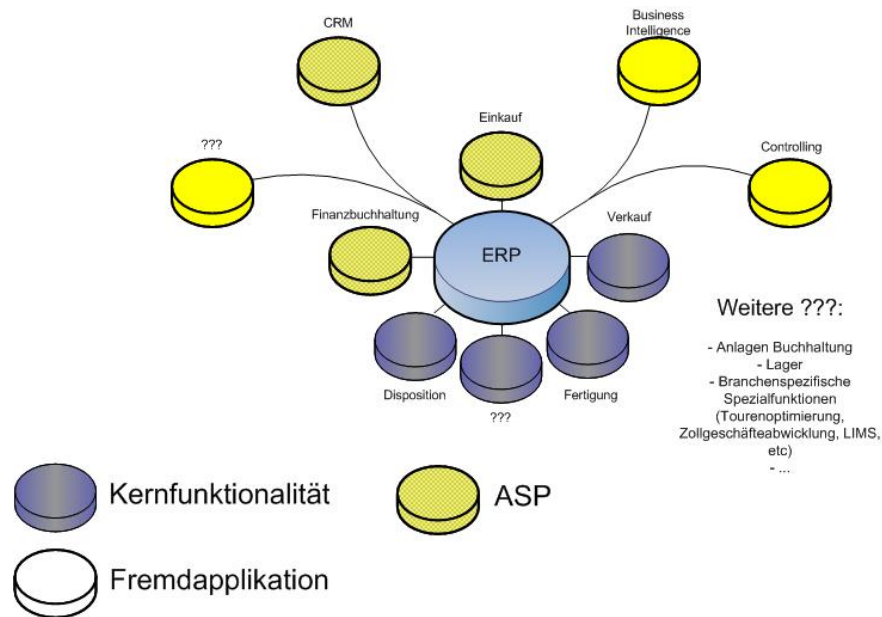 CRM
Business
Intelligence
Einkauf
???
Controlling
Finanzbuchhaltung
Verkauf
ERP
Weitere ???:
- Anlagen Buchhaltung
- Lager
- Branchenspezifische
Spezialfunktionen
(Tourenoptimierung,
Zollgeschäfteabwicklung, LIMS,
etc)
- ...
Disposition
???
Fertigung
Kernfunktionalität
ASP
Fremdapplikation